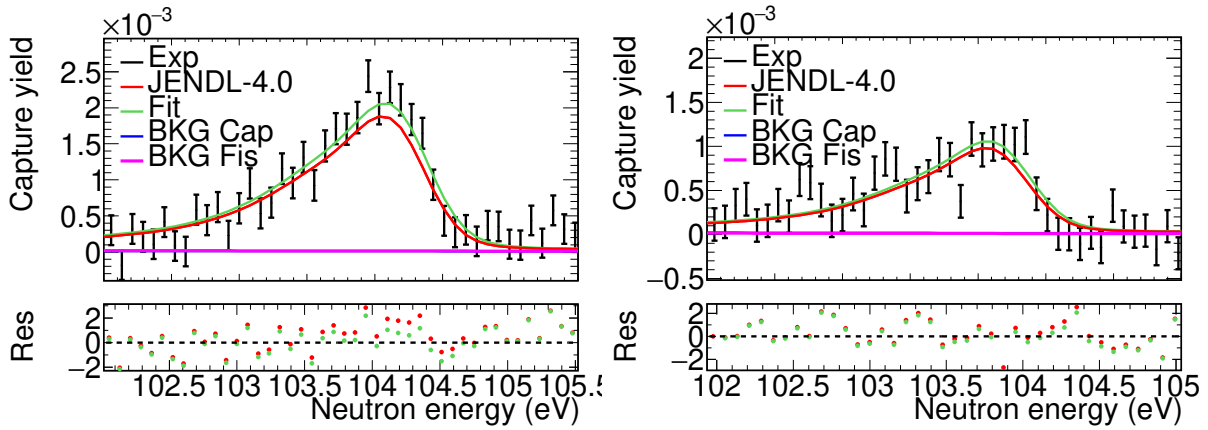 ×10⁻³
Capture yield
2.5
2
1.5
1
0.5
0
Exp
JENDL-4.0
Fit
BKG Cap
BKG Fis
Res
2
0
−2
102.5 103 103.5 104 104.5 105 105.5
Neutron energy (eV)
×10⁻³
Capture yield
2
1.5
1
0.5
0
−0.5
Exp
JENDL-4.0
Fit
BKG Cap
BKG Fis
Res
2
0
−2
102 102.5 103 103.5 104 104.5 105
Neutron energy (eV)